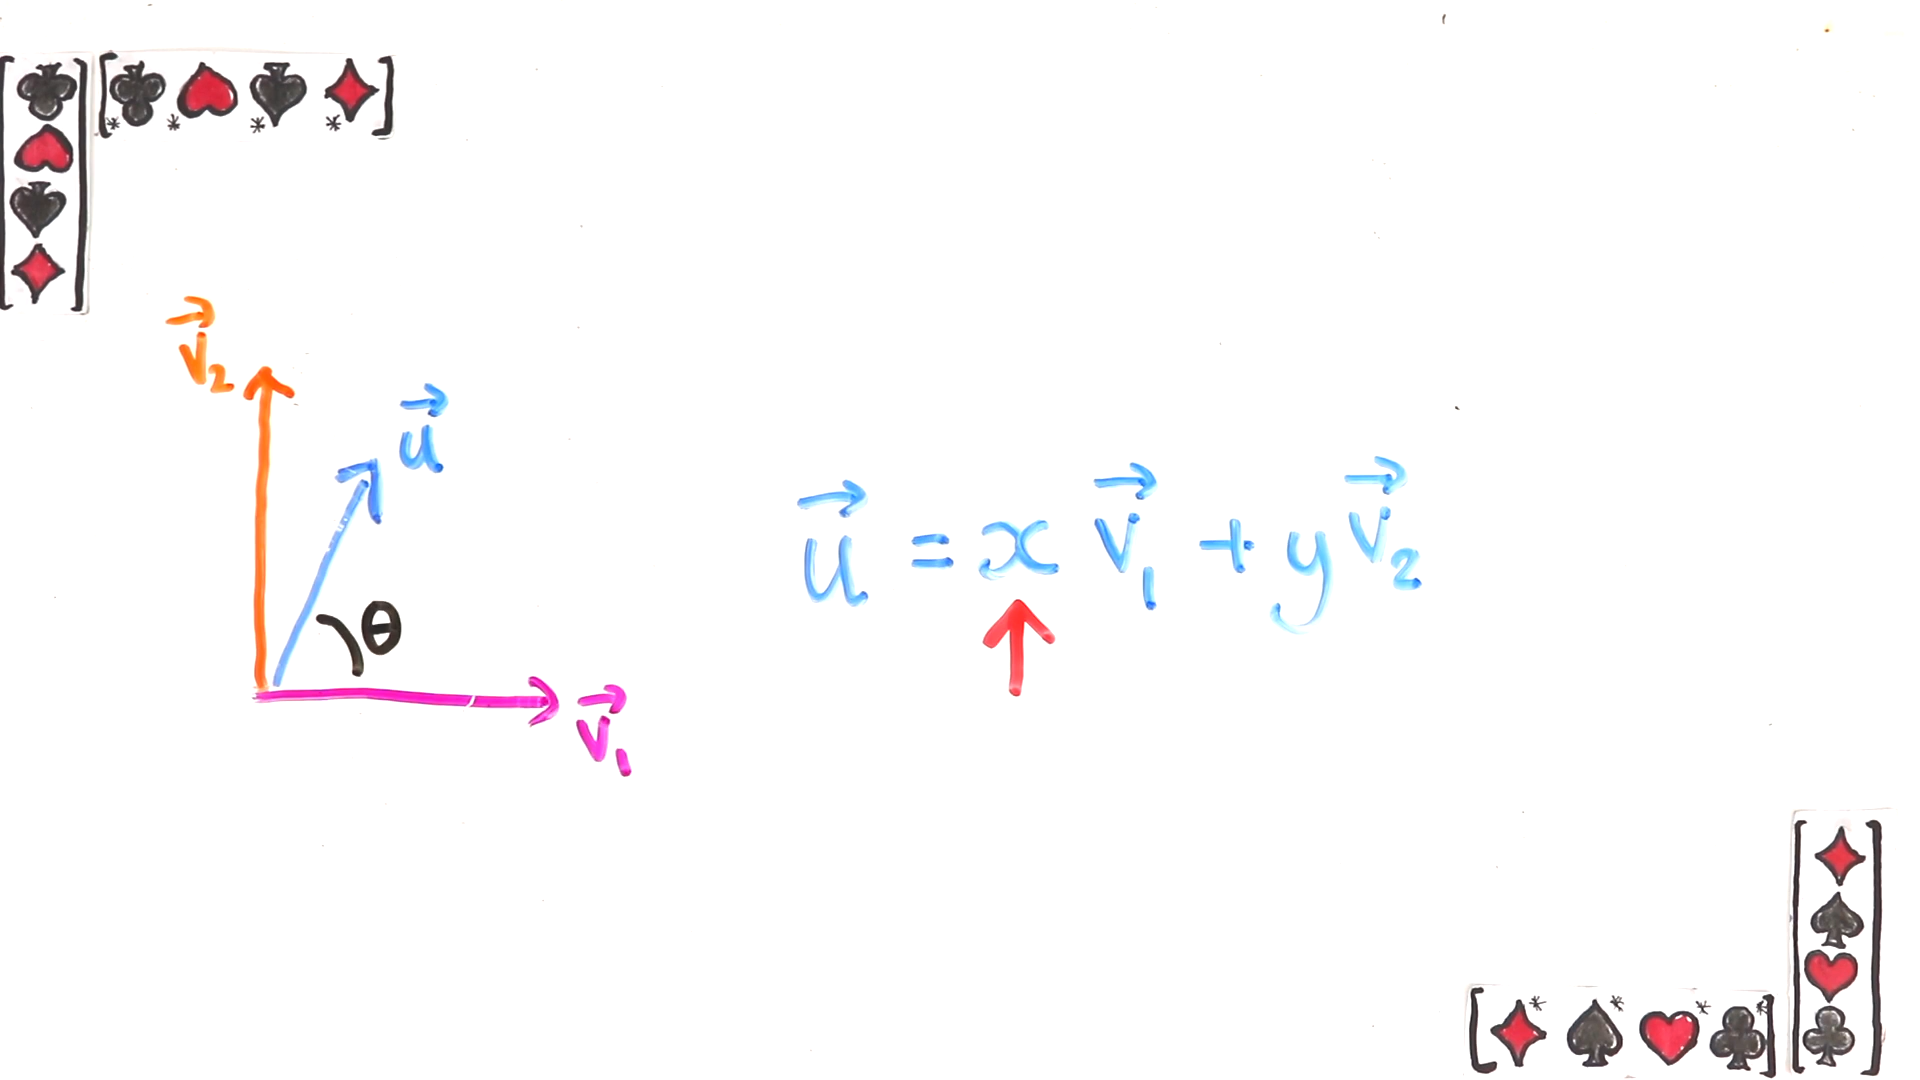 [♣* ♥* ♠* ♦*]
[♣ ♥ ♠ ♦]
v⃗₂
u⃗
θ
v⃗₁
u⃗ = x v⃗₁ + y v⃗₂
[♦ ♠ ♥ ♣]
[♦* ♠* ♥* ♣*]